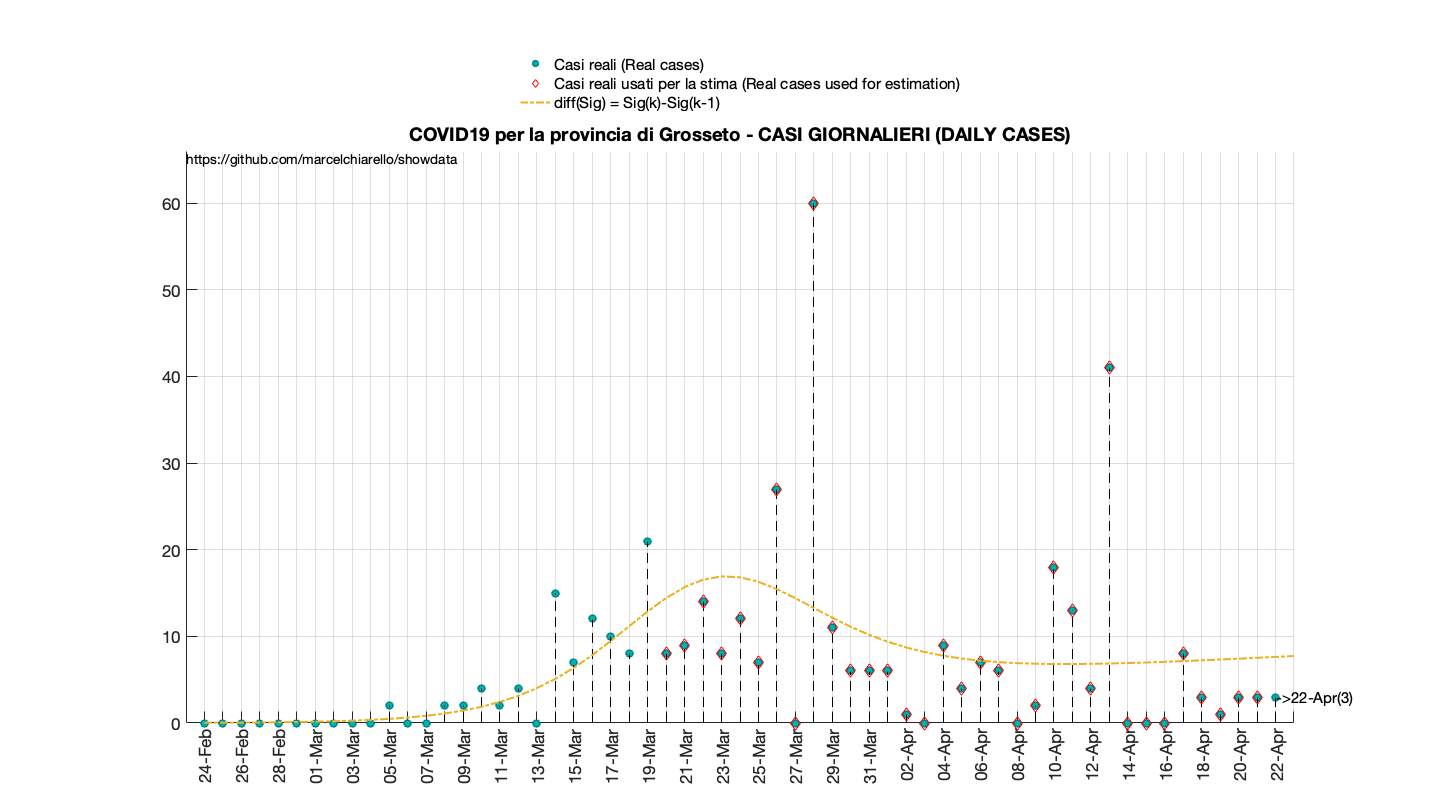 Casi reali (Real cases)
Casi reali usati per la stima (Real cases used for estimation)
diff(Sig) = Sig(k)-Sig(k-1)
COVID19 per la provincia di Grosseto - CASI GIORNALIERI (DAILY CASES)
https://github.com/marcelchiarello/showdata
60
50
40
30
20
10
0
->22-Apr(3)
24-Feb
26-Feb
28-Feb
01-Mar
03-Mar
05-Mar
07-Mar
09-Mar
11-Mar
13-Mar
15-Mar
17-Mar
19-Mar
21-Mar
23-Mar
25-Mar
27-Mar
29-Mar
31-Mar
02-Apr
04-Apr
06-Apr
08-Apr
10-Apr
12-Apr
14-Apr
16-Apr
18-Apr
20-Apr
22-Apr